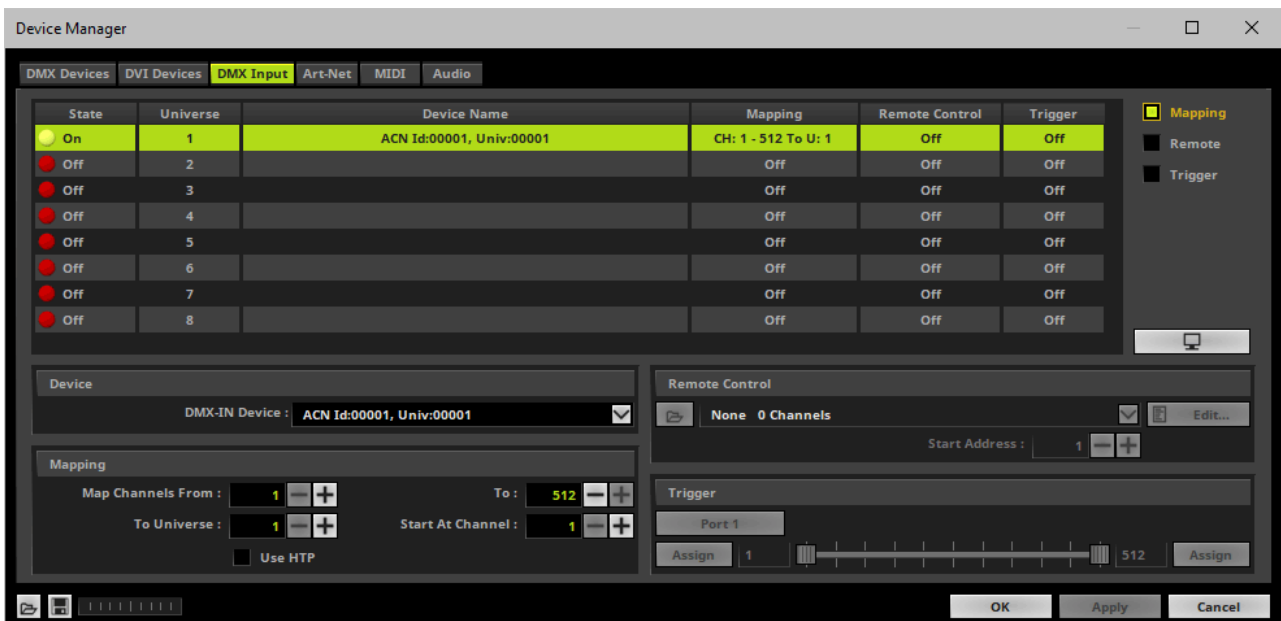 Device Manager
DMX Devices DVI Devices DMX Input Art-Net MIDI Audio
State Universe Device Name Mapping Remote Control Trigger
On 1 ACN Id:00001, Univ:00001 CH: 1 - 512 To U: 1 Off Off
Off 2 Off Off Off
Off 3 Off Off Off
Off 4 Off Off Off
Off 5 Off Off Off
Off 6 Off Off Off
Off 7 Off Off Off
Off 8 Off Off Off
Mapping
Remote
Trigger
Device
DMX-IN Device : ACN Id:00001, Univ:00001
Mapping
Map Channels From : 1 To : 512
To Universe : 1 Start At Channel : 1
Use HTP
Remote Control
None 0 Channels Edit...
Start Address : 1
Trigger
Port 1
Assign 1 512 Assign
OK Apply Cancel